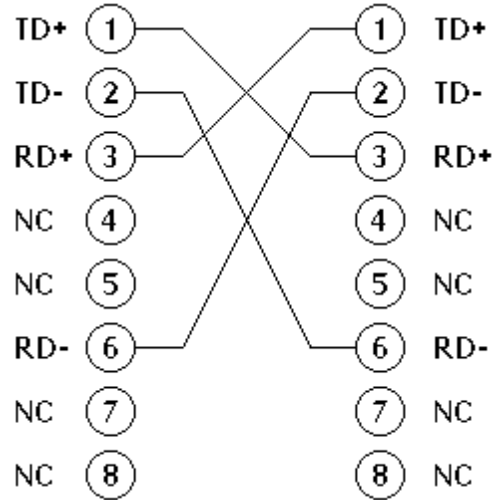 TD+ 1 1 TD+
TD- 2 2 TD-
RD+ 3 3 RD+
NC 4 4 NC
NC 5 5 NC
RD- 6 6 RD-
NC 7 7 NC
NC 8 8 NC